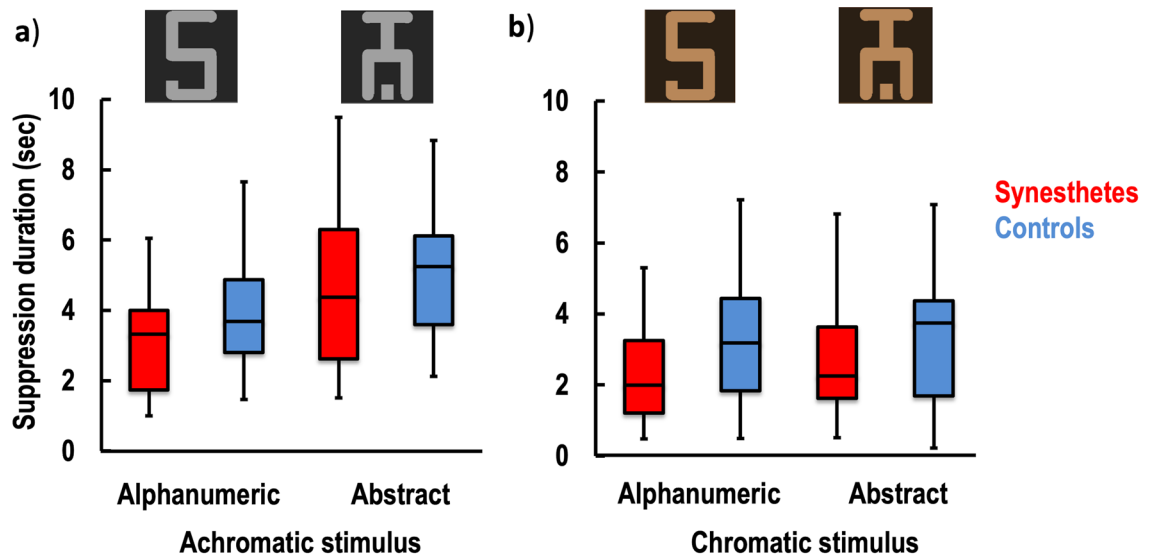 a)
b)
S
S
Suppression duration (sec)
10
8
6
4
2
0
Alphanumeric Abstract
Achromatic stimulus
10
8
6
4
2
0
Alphanumeric Abstract
Chromatic stimulus
Synesthetes
Controls